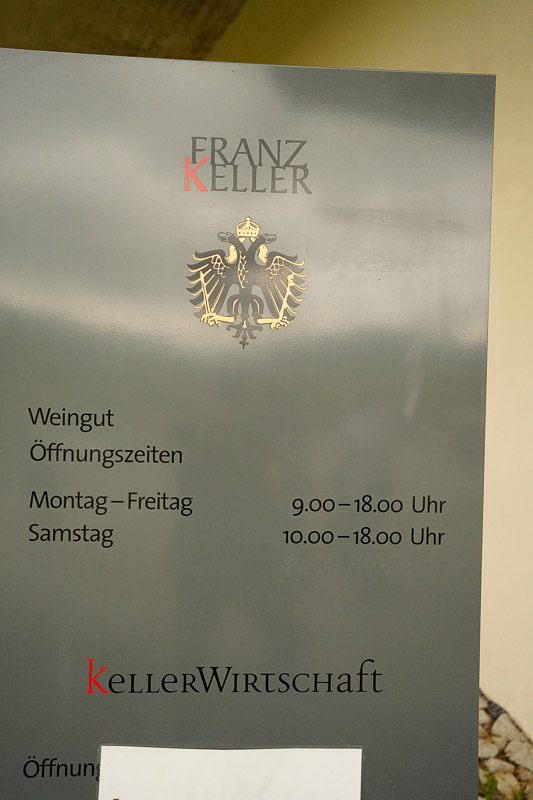 FRANZ
KELLER
Weingut
Öffnungszeiten
Montag – Freitag 9.00 – 18.00 Uhr
Samstag 10.00 – 18.00 Uhr
KELLERWIRTSCHAft